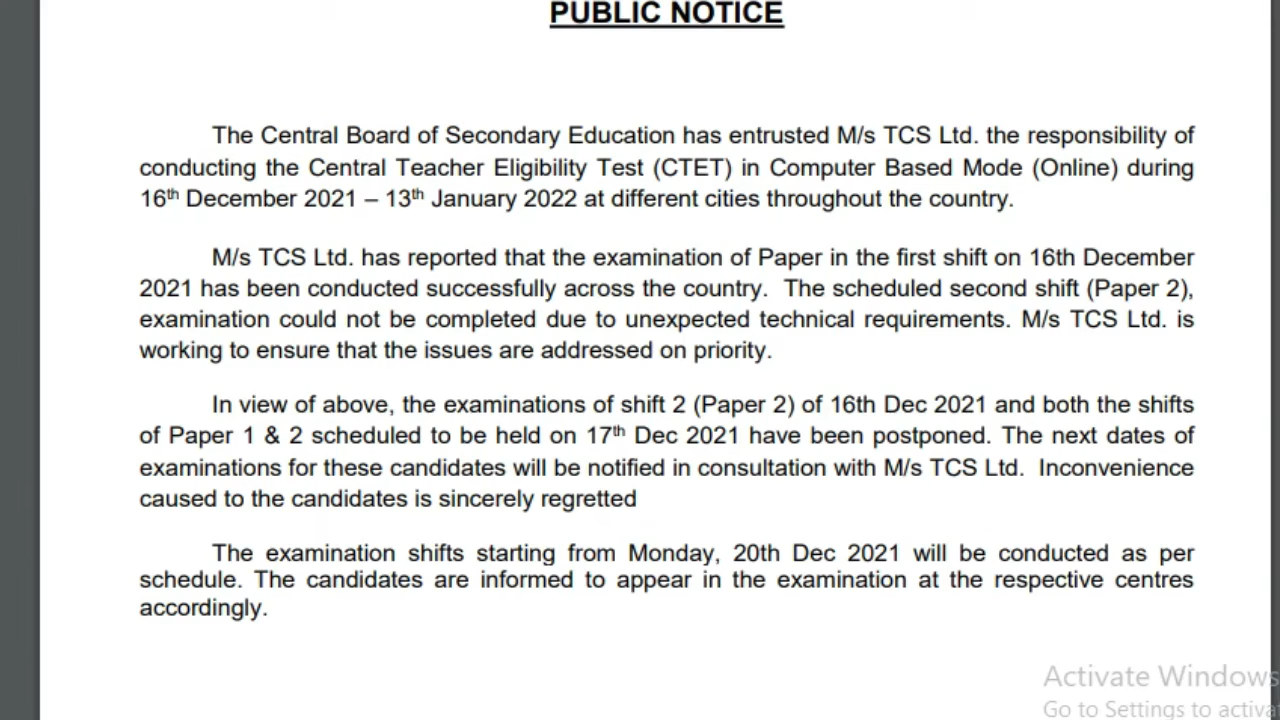 PUBLIC NOTICE
The Central Board of Secondary Education has entrusted M/s TCS Ltd. the responsibility of
conducting the Central Teacher Eligibility Test (CTET) in Computer Based Mode (Online) during
16th December 2021 – 13th January 2022 at different cities throughout the country.
M/s TCS Ltd. has reported that the examination of Paper in the first shift on 16th December
2021 has been conducted successfully across the country.  The scheduled second shift (Paper 2),
examination could not be completed due to unexpected technical requirements. M/s TCS Ltd. is
working to ensure that the issues are addressed on priority.
In view of above, the examinations of shift 2 (Paper 2) of 16th Dec 2021 and both the shifts
of Paper 1 & 2 scheduled to be held on 17th Dec 2021 have been postponed. The next dates of
examinations for these candidates will be notified in consultation with M/s TCS Ltd.  Inconvenience
caused to the candidates is sincerely regretted
The examination shifts starting from Monday, 20th Dec 2021 will be conducted as per
schedule. The candidates are informed to appear in the examination at the respective centres
accordingly.
Activate Windows
Go to Settings to activa